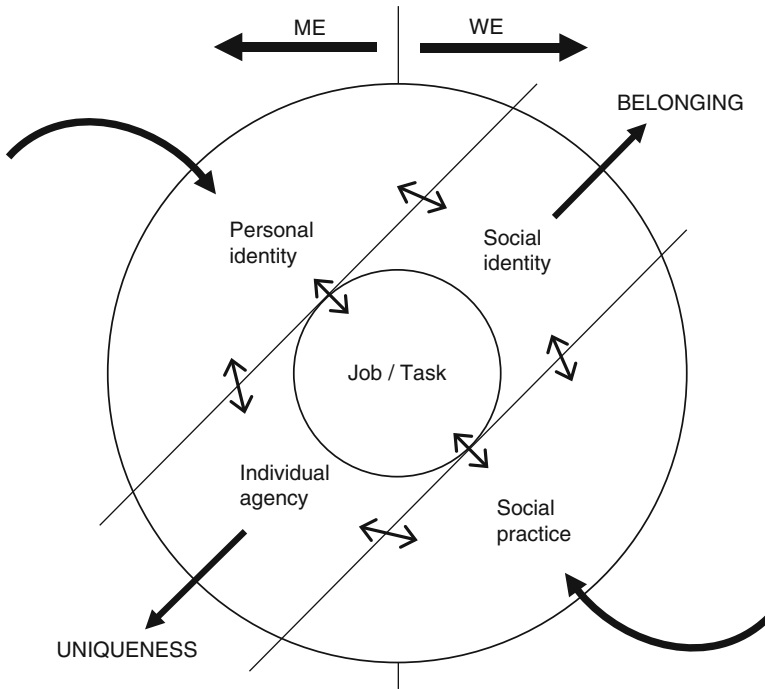 ME
WE
BELONGING
Personal
identity
Social
identity
Job / Task
Individual
agency
Social
practice
UNIQUENESS